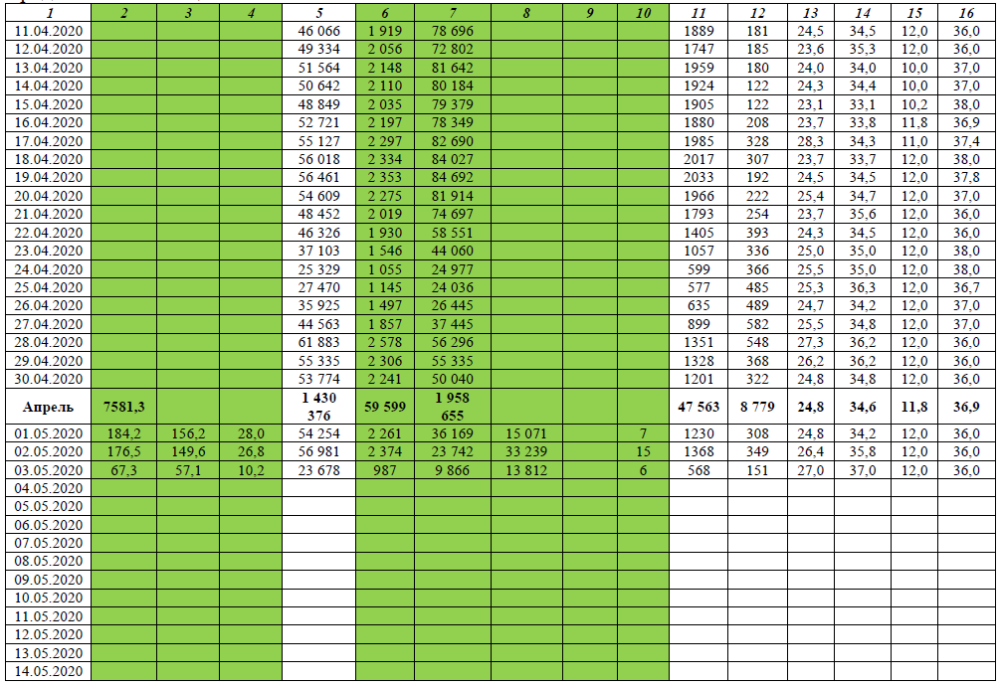 1 2 3 4 5 6 7 8 9 10 11 12 13 14 15 16
11.04.2020 46 066 1 919 78 696 1889 181 24,5 34,5 12,0 36,0
12.04.2020 49 334 2 056 72 802 1747 185 23,6 35,3 12,0 36,0
13.04.2020 51 564 2 148 81 642 1959 180 24,0 34,0 10,0 37,0
14.04.2020 50 642 2 110 80 184 1924 122 24,3 34,4 10,0 37,0
15.04.2020 48 849 2 035 79 379 1905 122 23,1 33,1 10,2 38,0
16.04.2020 52 721 2 197 78 349 1880 208 23,7 33,8 11,8 36,9
17.04.2020 55 127 2 297 82 690 1985 328 28,3 34,3 11,0 37,4
18.04.2020 56 018 2 334 84 027 2017 307 23,7 33,7 12,0 38,0
19.04.2020 56 461 2 353 84 692 2033 192 24,5 34,5 12,0 37,8
20.04.2020 54 609 2 275 81 914 1966 222 25,4 34,7 12,0 37,0
21.04.2020 48 452 2 019 74 697 1793 254 23,7 35,6 12,0 36,0
22.04.2020 46 326 1 930 58 551 1405 393 24,3 34,5 12,0 36,0
23.04.2020 37 103 1 546 44 060 1057 336 25,0 35,0 12,0 38,0
24.04.2020 25 329 1 055 24 977 599 366 25,5 35,0 12,0 38,0
25.04.2020 27 470 1 145 24 036 577 485 25,3 36,3 12,0 36,7
26.04.2020 35 925 1 497 26 445 635 489 24,7 34,2 12,0 37,0
27.04.2020 44 563 1 857 37 445 899 582 25,5 34,8 12,0 37,0
28.04.2020 61 883 2 578 56 296 1351 548 27,3 36,2 12,0 36,0
29.04.2020 55 335 2 306 55 335 1328 368 26,2 36,2 12,0 36,0
30.04.2020 53 774 2 241 50 040 1201 322 24,8 34,8 12,0 36,0
Апрель 7581,3 1 430 376 59 599 1 958 655 47 563 8 779 24,8 34,6 11,8 36,9
01.05.2020 184,2 156,2 28,0 54 254 2 261 36 169 15 071 7 1230 308 24,8 34,2 12,0 36,0
02.05.2020 176,5 149,6 26,8 56 981 2 374 23 742 33 239 15 1368 349 26,4 35,8 12,0 36,0
03.05.2020 67,3 57,1 10,2 23 678 987 9 866 13 812 6 568 151 27,0 37,0 12,0 36,0
04.05.2020
05.05.2020
06.05.2020
07.05.2020
08.05.2020
09.05.2020
10.05.2020
11.05.2020
12.05.2020
13.05.2020
14.05.2020